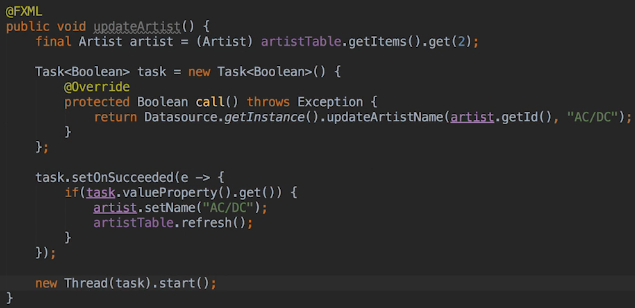 @FXML
public void updateArtist() {
final Artist artist = (Artist) artistTable.getItems().get(2);
Task<Boolean> task = new Task<Boolean>() {
@Override
protected Boolean call() throws Exception {
return Datasource.getInstance().updateArtistName(artist.getId(), "AC/DC");
}
};
task.setOnSucceeded(e -> {
if(task.valueProperty().get()) {
artist.setName("AC/DC");
artistTable.refresh();
}
});
new Thread(task).start();
}